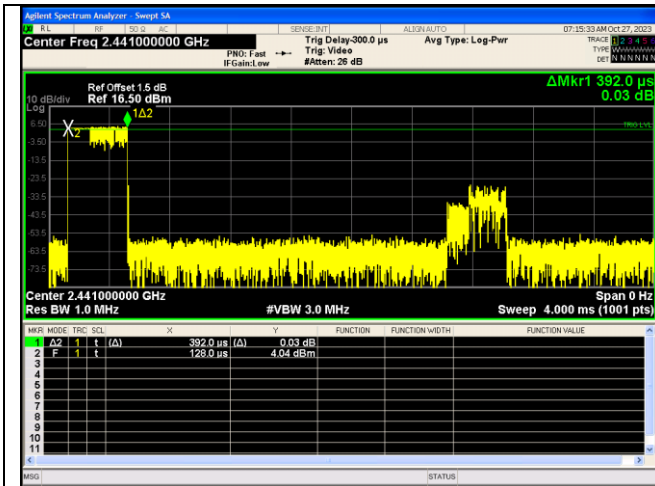 Agilent Spectrum Analyzer - Swept SA
RL RF 50 Ω AC SENSE:INT ALIGN AUTO 07:15:33 AM Oct 27, 2023
Center Freq 2.441000000 GHz Trig Delay-300.0 µs Avg Type: Log-Pwr TRACE 1 2 3 4 5 6
PNO: Fast Trig: Video TYPE
IFGain:Low #Atten: 26 dB DET N N N N N N
ΔMkr1 392.0 µs
Ref Offset 1.5 dB
10 dB/div Ref 16.50 dBm 0.03 dB
Log
1Δ2
6.50
X2
TRIG LVL
-3.50
-13.5
-23.5
-33.5
-43.5
-53.5
-63.5
-73.5
Center 2.441000000 GHz Span 0 Hz
Res BW 1.0 MHz #VBW 3.0 MHz Sweep 4.000 ms (1001 pts)
MKR MODE TRC SCL X Y FUNCTION FUNCTION WIDTH FUNCTION VALUE
1 Δ2 1 t (Δ) 392.0 µs (Δ) 0.03 dB
2 F 1 t 128.0 µs 4.04 dBm
3
4
5
6
7
8
9
10
11
MSG STATUS